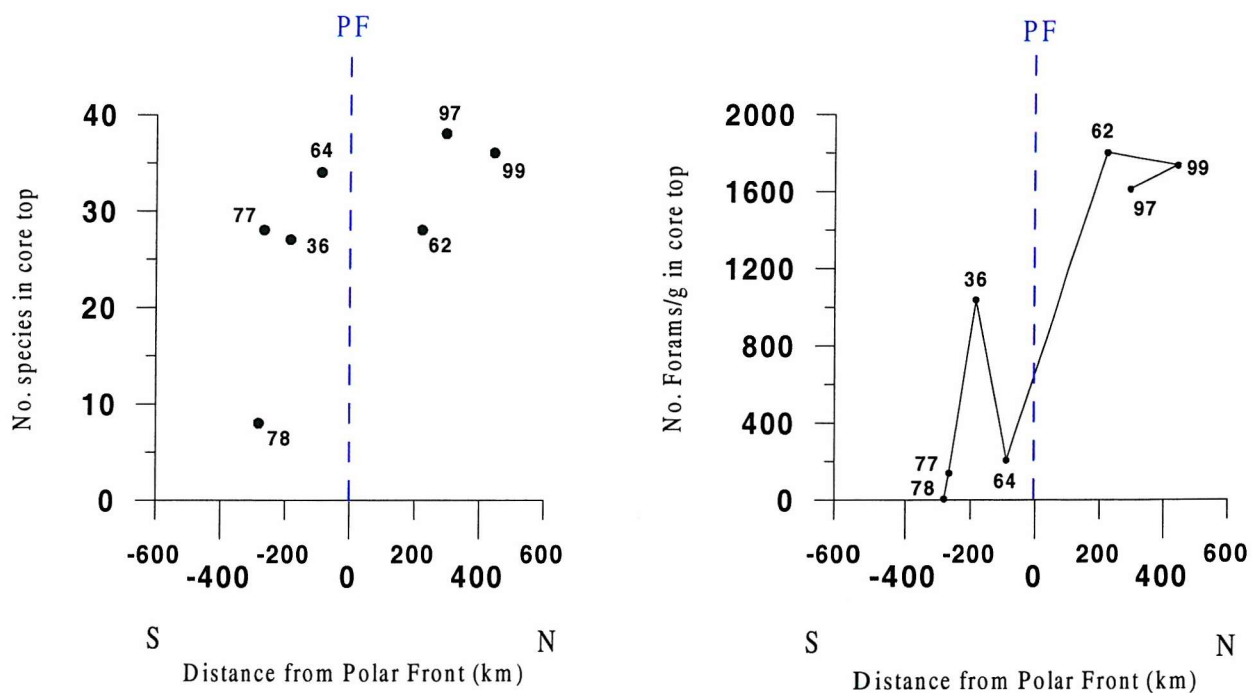 PF
No. species in core top
40
30
20
10
0
97
64
99
77
36
62
78
-600 -200 200 600
-400 0 400
S N
Distance from Polar Front (km)
PF
No. Forams/g in core top
2000
1600
1200
800
400
0
62
99
97
36
77
78
64
-600 -200 200 600
-400 0 400
S N
Distance from Polar Front (km)